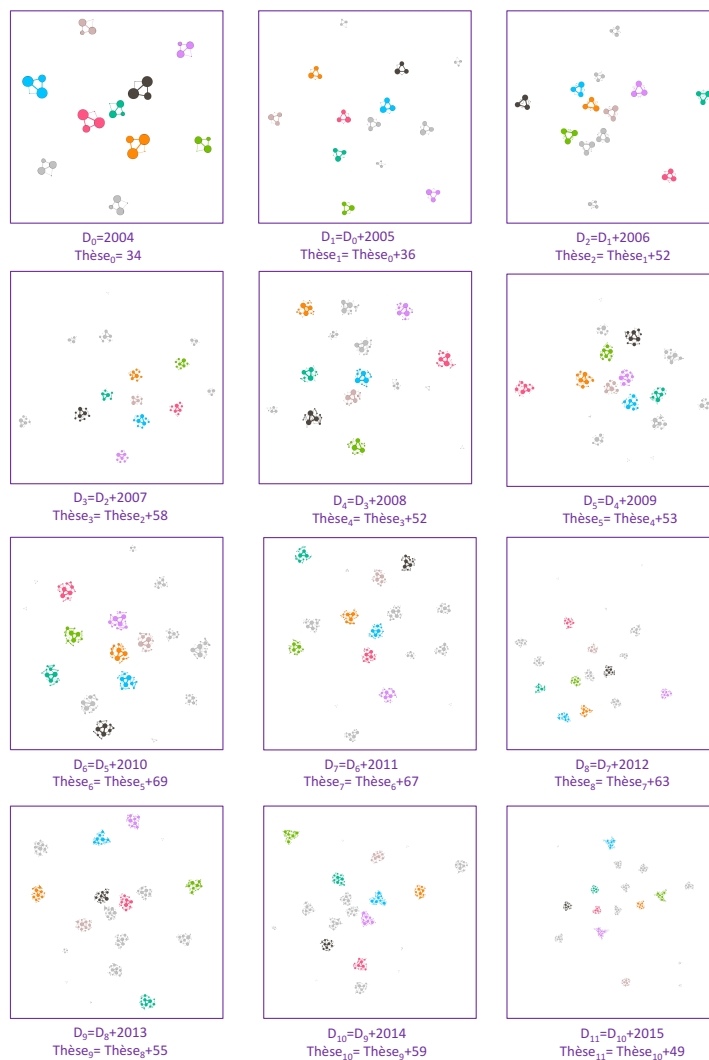 D₀=2004
Thèse₀= 34
D₁=D₀+2005
Thèse₁= Thèse₀+36
D₂=D₁+2006
Thèse₂= Thèse₁+52
D₃=D₂+2007
Thèse₃= Thèse₂+58
D₄=D₃+2008
Thèse₄= Thèse₃+52
D₅=D₄+2009
Thèse₅= Thèse₄+53
D₆=D₅+2010
Thèse₆= Thèse₅+69
D₇=D₆+2011
Thèse₇= Thèse₆+67
D₈=D₇+2012
Thèse₈= Thèse₇+63
D₉=D₈+2013
Thèse₉= Thèse₈+55
D₁₀=D₉+2014
Thèse₁₀= Thèse₉+59
D₁₁=D₁₀+2015
Thèse₁₁= Thèse₁₀+49